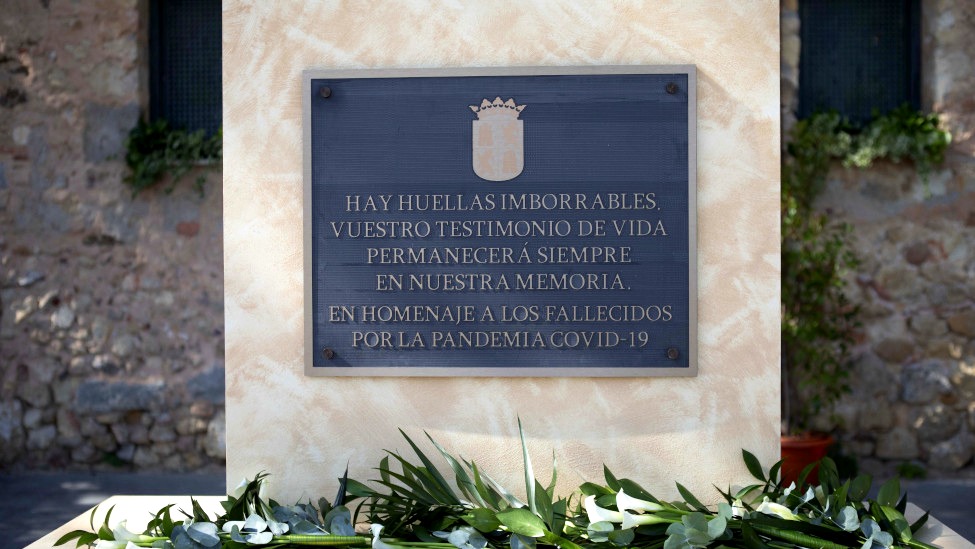 HAY HUELLAS IMBORRABLES.
VUESTRO TESTIMONIO DE VIDA
PERMANECERÁ SIEMPRE
EN NUESTRA MEMORIA.
EN HOMENAJE A LOS FALLECIDOS
POR LA PANDEMIA COVID-19